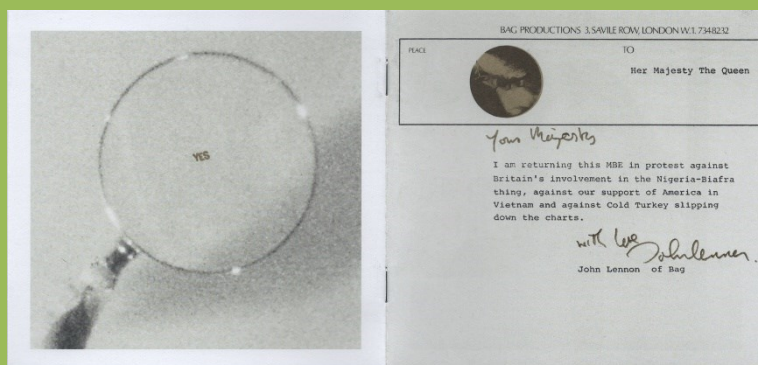 YES
BAG PRODUCTIONS 3, SAVILE ROW, LONDON W.1. 7348232
PEACE
TO
Her Majesty The Queen
Your Majesty
I am returning this MBE in protest against
Britain's involvement in the Nigeria-Biafra
thing, against our support of America in
Vietnam and against Cold Turkey slipping
down the charts.
with love
John Lennon.
John Lennon of Bag